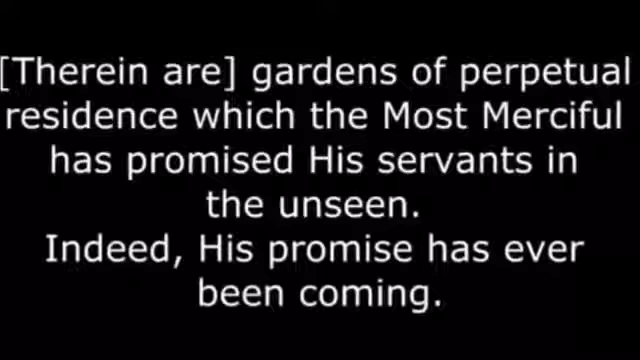 [Therein are] gardens of perpetual
residence which the Most Merciful
has promised His servants in
the unseen.
Indeed, His promise has ever
been coming.